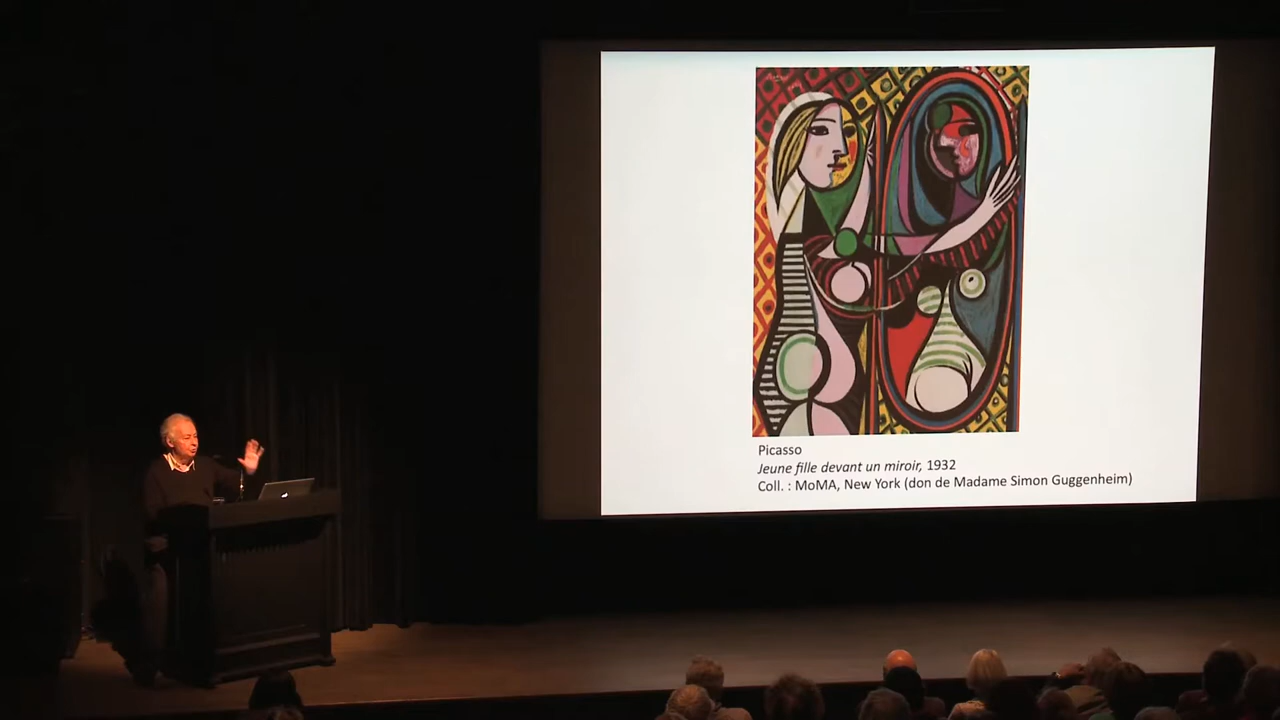 Picasso
Jeune fille devant un miroir, 1932
Coll. : MoMA, New York (don de Madame Simon Guggenheim)